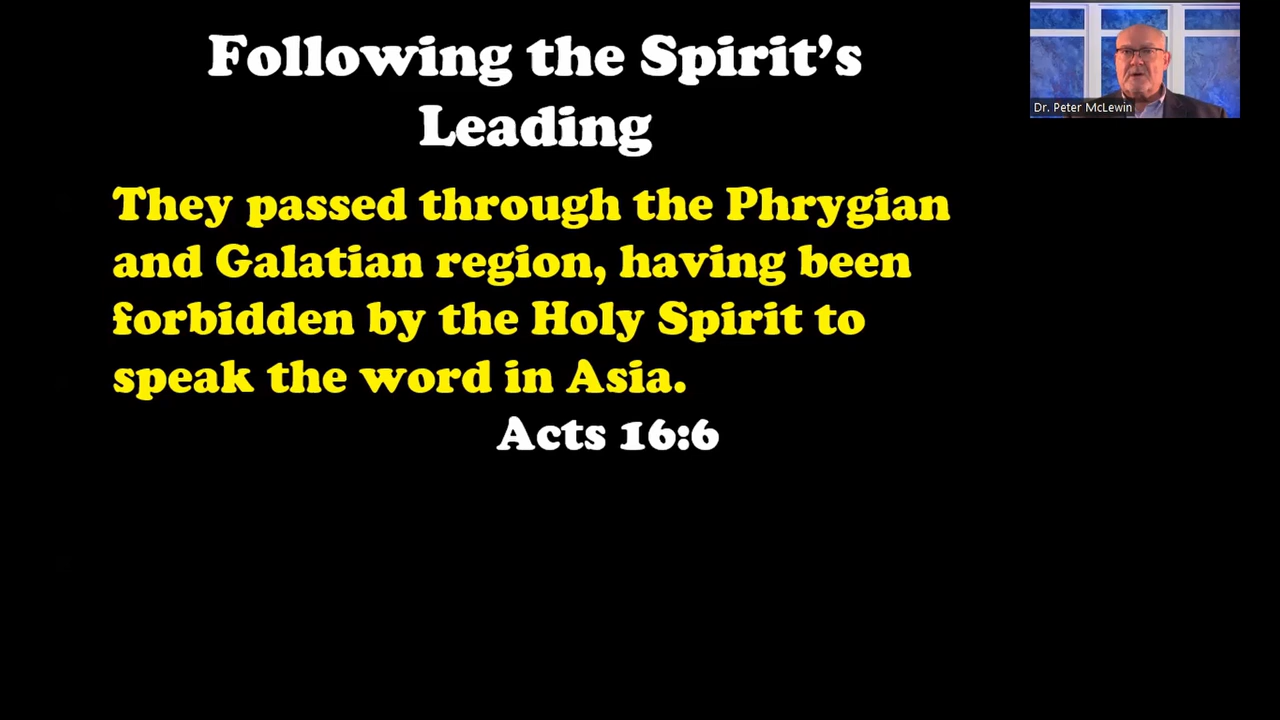 Following the Spirit's
Leading
Dr. Peter McLewin
They passed through the Phrygian
and Galatian region, having been
forbidden by the Holy Spirit to
speak the word in Asia.
Acts 16:6